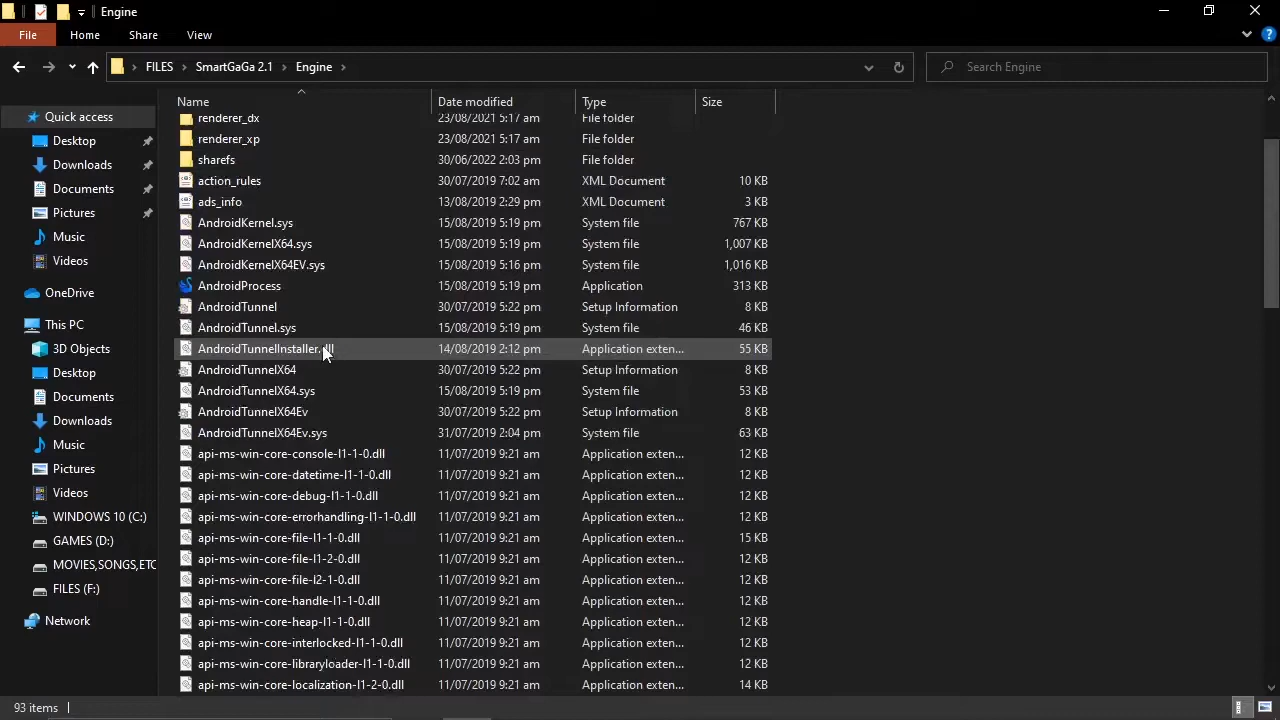 Engine
File Home Share View
FILES SmartGaGa 2.1 Engine Search Engine
Quick access
Desktop
Downloads
Documents
Pictures
Music
Videos
OneDrive
This PC
3D Objects
Desktop
Documents
Downloads
Music
Pictures
Videos
WINDOWS 10 (C:)
GAMES (D:)
MOVIES,SONGS,ETC
FILES (F:)
Network
Name Date modified Type Size
renderer_dx 23/08/2021 5:17 am File folder
renderer_xp 23/08/2021 5:17 am File folder
sharefs 30/06/2022 2:03 pm File folder
action_rules 30/07/2019 7:02 am XML Document 10 KB
ads_info 13/08/2019 2:29 pm XML Document 3 KB
AndroidKernel.sys 15/08/2019 5:19 pm System file 767 KB
AndroidKernelX64.sys 15/08/2019 5:19 pm System file 1,007 KB
AndroidKernelX64EV.sys 15/08/2019 5:16 pm System file 1,016 KB
AndroidProcess 15/08/2019 5:19 pm Application 313 KB
AndroidTunnel 30/07/2019 5:22 pm Setup Information 8 KB
AndroidTunnel.sys 15/08/2019 5:19 pm System file 46 KB
AndroidTunnelInstaller.dll 14/08/2019 2:12 pm Application exten... 55 KB
AndroidTunnelX64 30/07/2019 5:22 pm Setup Information 8 KB
AndroidTunnelX64.sys 15/08/2019 5:19 pm System file 53 KB
AndroidTunnelX64Ev 30/07/2019 5:22 pm Setup Information 8 KB
AndroidTunnelX64Ev.sys 31/07/2019 2:04 pm System file 63 KB
api-ms-win-core-console-l1-1-0.dll 11/07/2019 9:21 am Application exten... 12 KB
api-ms-win-core-datetime-l1-1-0.dll 11/07/2019 9:21 am Application exten... 12 KB
api-ms-win-core-debug-l1-1-0.dll 11/07/2019 9:21 am Application exten... 12 KB
api-ms-win-core-errorhandling-l1-1-0.dll 11/07/2019 9:21 am Application exten... 12 KB
api-ms-win-core-file-l1-1-0.dll 11/07/2019 9:21 am Application exten... 15 KB
api-ms-win-core-file-l1-2-0.dll 11/07/2019 9:21 am Application exten... 12 KB
api-ms-win-core-file-l2-1-0.dll 11/07/2019 9:21 am Application exten... 12 KB
api-ms-win-core-handle-l1-1-0.dll 11/07/2019 9:21 am Application exten... 12 KB
api-ms-win-core-heap-l1-1-0.dll 11/07/2019 9:21 am Application exten... 12 KB
api-ms-win-core-interlocked-l1-1-0.dll 11/07/2019 9:21 am Application exten... 12 KB
api-ms-win-core-libraryloader-l1-1-0.dll 11/07/2019 9:21 am Application exten... 12 KB
api-ms-win-core-localization-l1-2-0.dll 11/07/2019 9:21 am Application exten... 14 KB
93 items